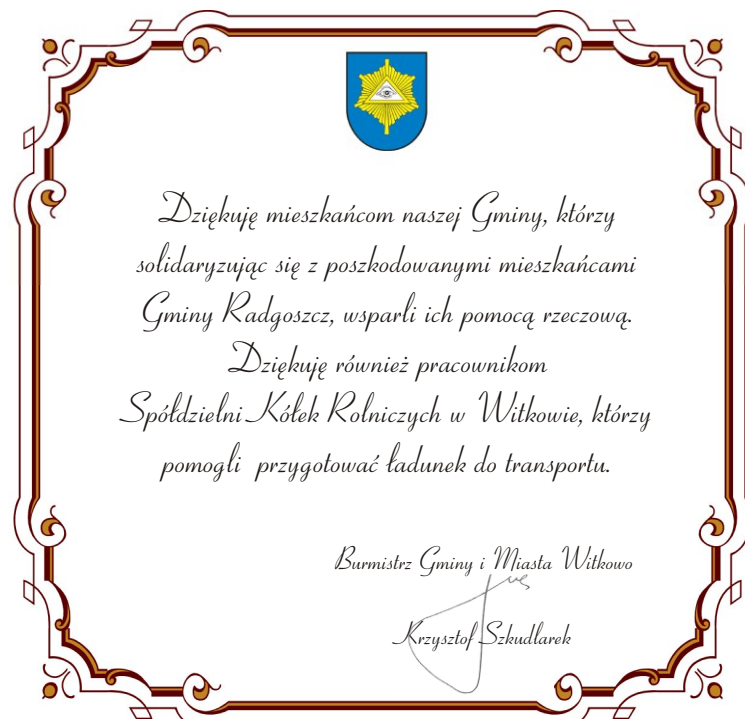 Dziękuję mieszkańcom naszej Gminy, którzy
solidaryzując się z poszkodowanymi mieszkańcami
Gminy Radgoszcz, wsparli ich pomocą rzeczową.
Dziękuję również pracownikom
Spółdzielni Kółek Rolniczych w Witkowie, którzy
pomogli przygotować ładunek do transportu.
Burmistrz Gminy i Miasta Witkowo
Krzysztof Szkudlarek